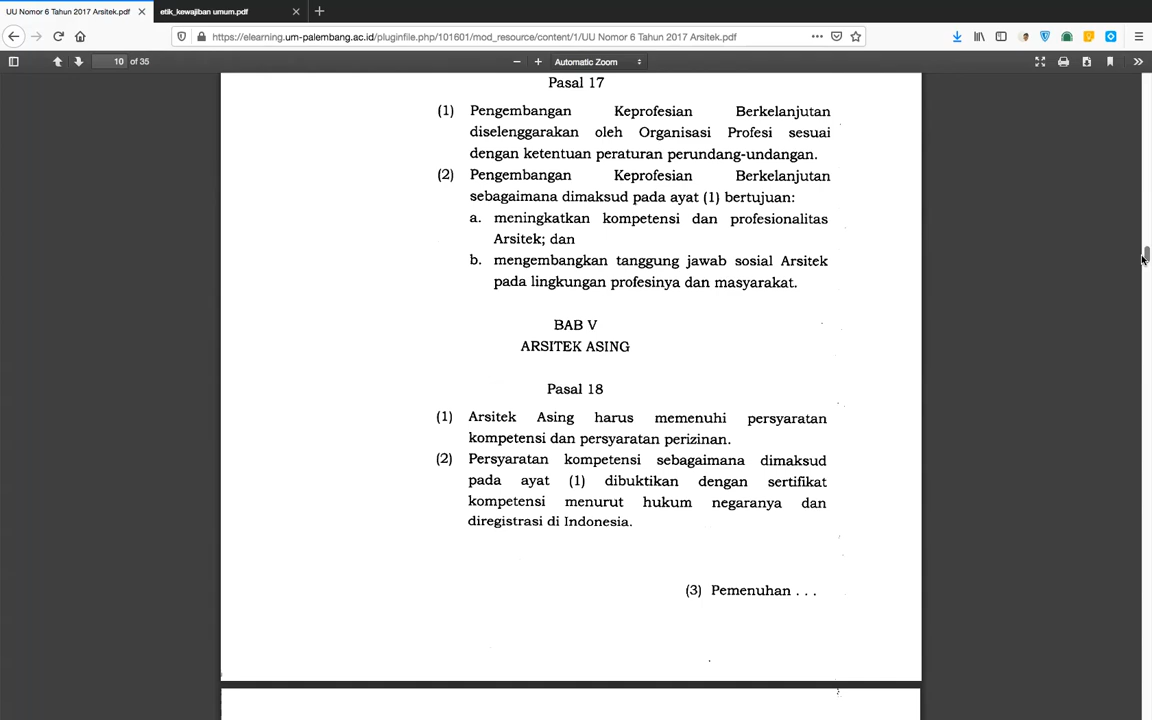 UU Nomor 6 Tahun 2017 Arsitek.pdf
etik_kewajiban umum.pdf
https://elearning.um-palembang.ac.id/pluginfile.php/101601/mod_resource/content/1/UU Nomor 6 Tahun 2017 Arsitek.pdf
10 of 35
Automatic Zoom
Pasal 17
(1) Pengembangan Keprofesian Berkelanjutan
diselenggarakan oleh Organisasi Profesi sesuai
dengan ketentuan peraturan perundang-undangan.
(2) Pengembangan Keprofesian Berkelanjutan
sebagaimana dimaksud pada ayat (1) bertujuan:
a. meningkatkan kompetensi dan profesionalitas
Arsitek; dan
b. mengembangkan tanggung jawab sosial Arsitek
pada lingkungan profesinya dan masyarakat.
BAB V
ARSITEK ASING
Pasal 18
(1) Arsitek Asing harus memenuhi persyaratan
kompetensi dan persyaratan perizinan.
(2) Persyaratan kompetensi sebagaimana dimaksud
pada ayat (1) dibuktikan dengan sertifikat
kompetensi menurut hukum negaranya dan
diregistrasi di Indonesia.
(3) Pemenuhan . . .